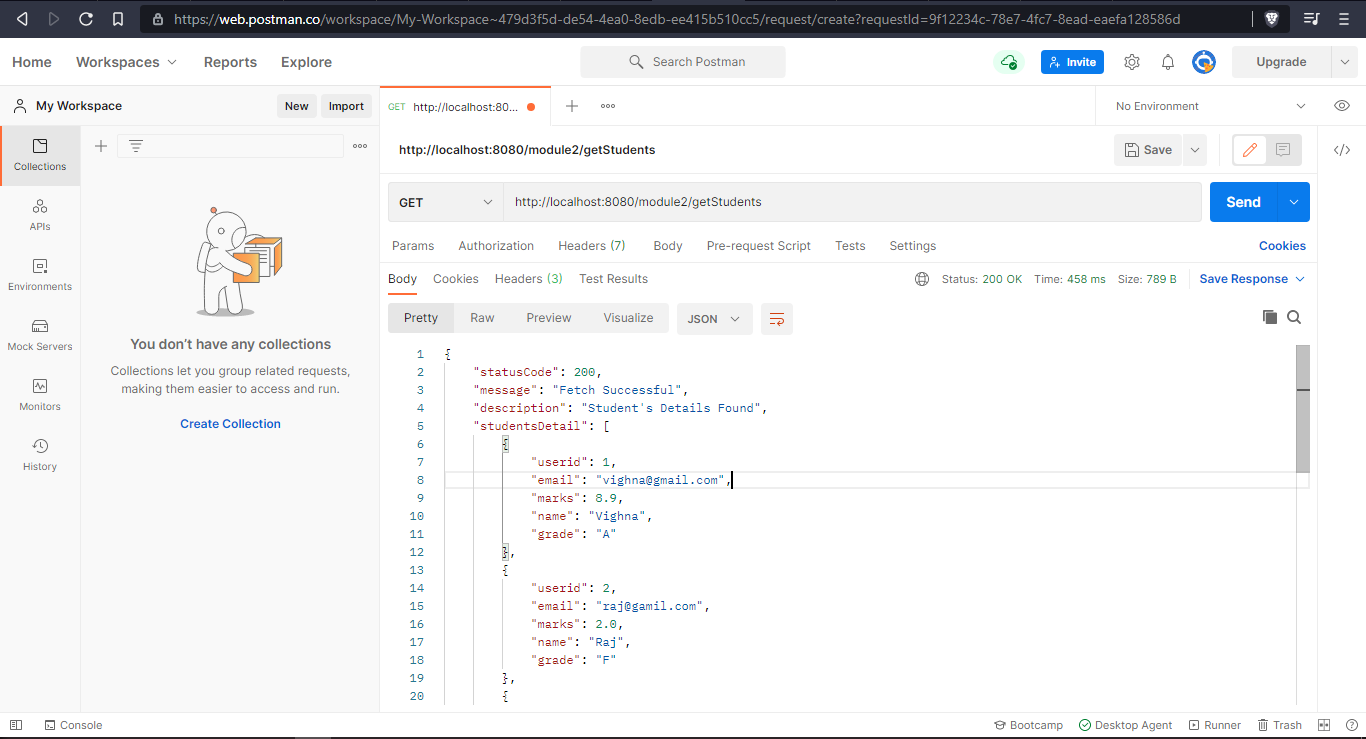 https://web.postman.co/workspace/My-Workspace~479d3f5d-de54-4ea0-8edb-ee415b510cc5/request/create?requestId=9f12234c-78e7-4fc7-8ead-eaefa128586d
Home Workspaces Reports Explore Search Postman Invite Upgrade
My Workspace New Import GET http://localhost:80... No Environment
Collections
APIs
Environments
Mock Servers
Monitors
History
You don't have any collections
Collections let you group related requests,
making them easier to access and run.
Create Collection
http://localhost:8080/module2/getStudents Save
GET http://localhost:8080/module2/getStudents Send
Params Authorization Headers (7) Body Pre-request Script Tests Settings Cookies
Body Cookies Headers (3) Test Results Status: 200 OK Time: 458 ms Size: 789 B Save Response
Pretty Raw Preview Visualize JSON
1 {
2 "statusCode": 200,
3 "message": "Fetch Successful",
4 "description": "Student's Details Found",
5 "studentsDetail": [
6 {
7 "userid": 1,
8 "email": "vighna@gmail.com",
9 "marks": 8.9,
10 "name": "Vighna",
11 "grade": "A"
12 },
13 {
14 "userid": 2,
15 "email": "raj@gamil.com",
16 "marks": 2.0,
17 "name": "Raj",
18 "grade": "F"
19 },
20 {
Console Bootcamp Desktop Agent Runner Trash